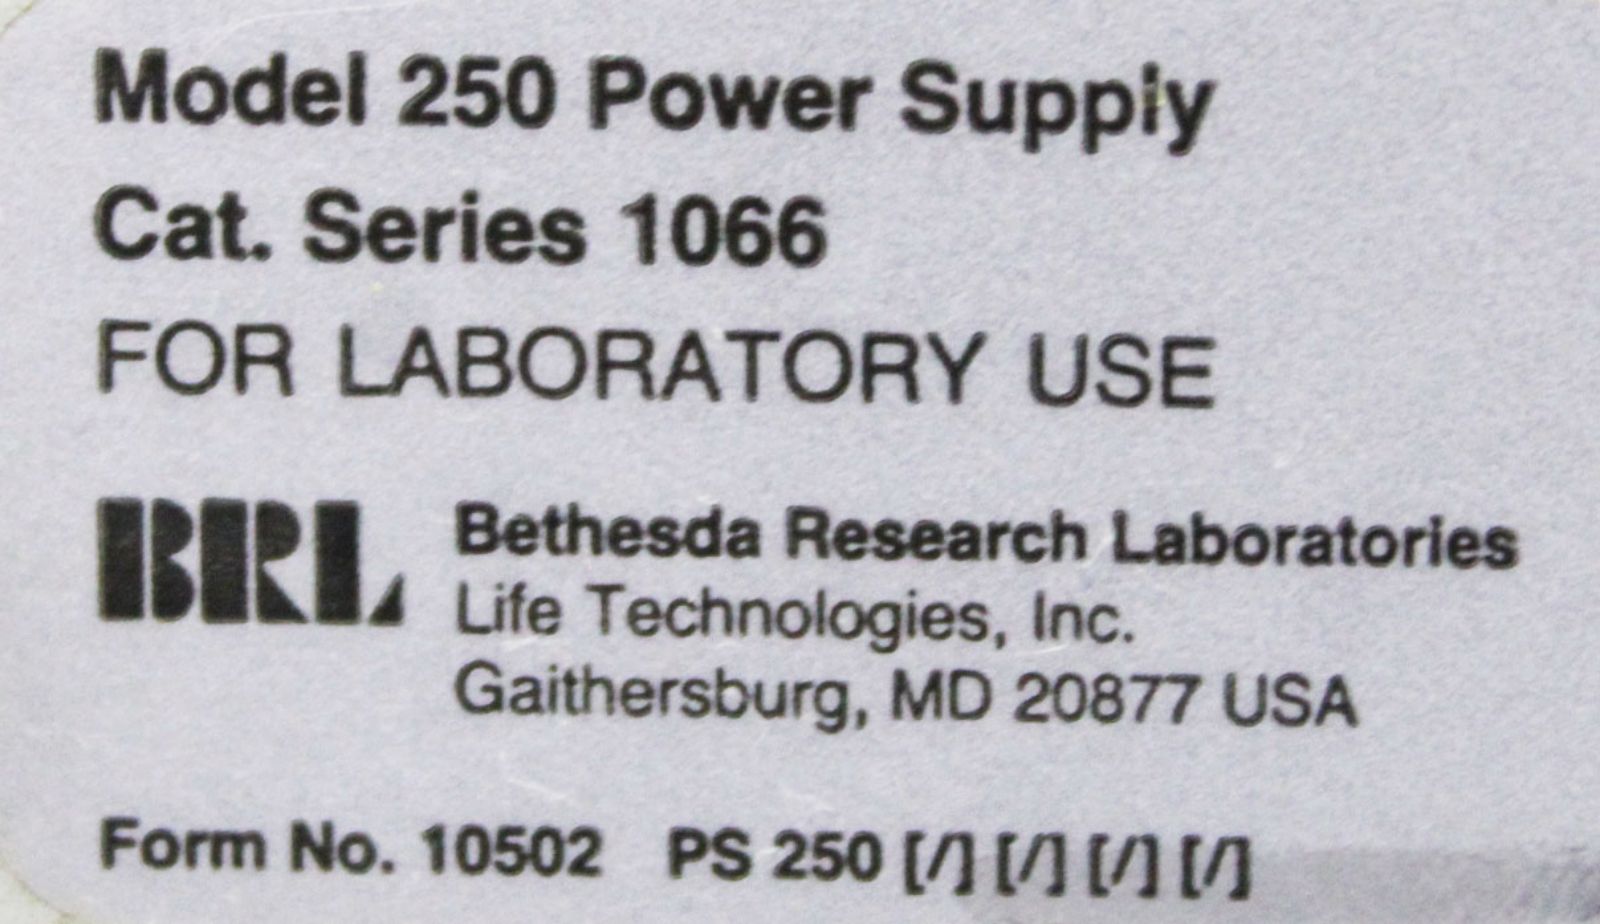 Model 250 Power Supply
Cat. Series 1066
FOR LABORATORY USE
BRL
Bethesda Research Laboratories
Life Technologies, Inc.
Gaithersburg, MD 20877 USA
Form No. 10502 PS 250 [/] [/] [/] [/]